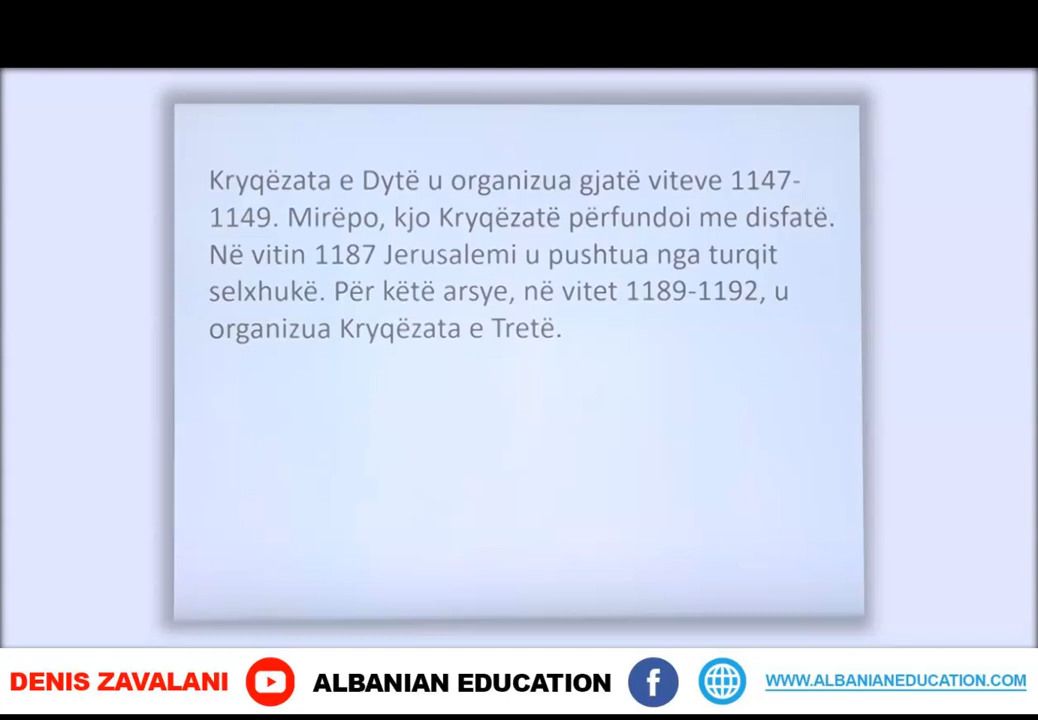 Kryqëzata e Dytë u organizua gjatë viteve 1147-
1149. Mirëpo, kjo Kryqëzatë përfundoi me disfatë.
Në vitin 1187 Jerusalemi u pushtua nga turqit
selxhukë. Për këtë arsye, në vitet 1189-1192, u
organizua Kryqëzata e Tretë.
DENIS ZAVALANI ALBANIAN EDUCATION WWW.ALBANIANEDUCATION.COM